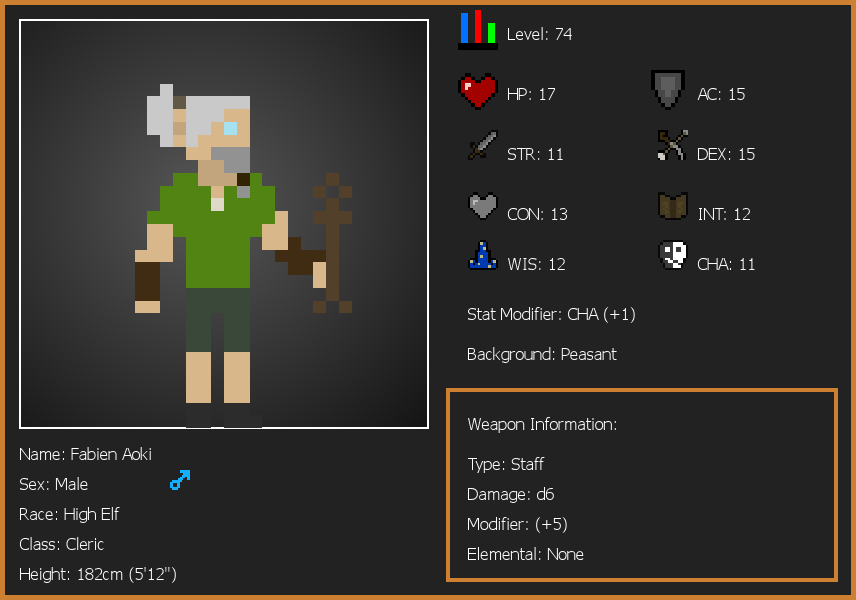 Level: 74
HP: 17
AC: 15
STR: 11
DEX: 15
CON: 13
INT: 12
WIS: 12
CHA: 11
Stat Modifier: CHA (+1)
Background: Peasant
Weapon Information:
Type: Staff
Damage: d6
Modifier: (+5)
Elemental: None
Name: Fabien Aoki
Sex: Male
Race: High Elf
Class: Cleric
Height: 182cm (5'12")